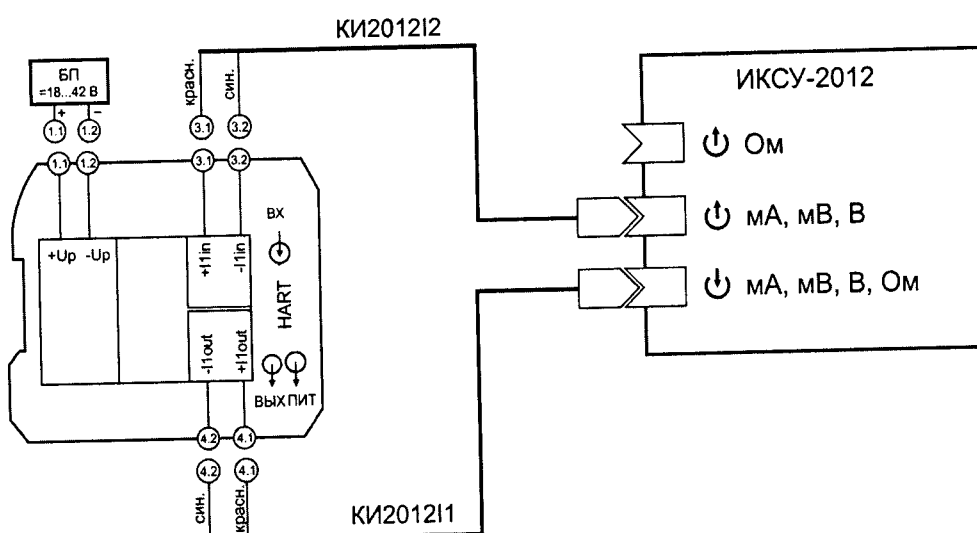 КИ2012I2
БП
=18...42 В
+
–
1.1
1.2
красн.
син.
3.1
3.2
1.1
1.2
3.1
3.2
ИКСУ-2012
Ом
мА, мВ, В
мА, мВ, В, Ом
+Up -Up
+I1in
-I1in
ВХ
HART
-I1out
+I1out
ВЫХ ПИТ
4.2
4.1
4.2
4.1
син.
красн.
КИ2012I1